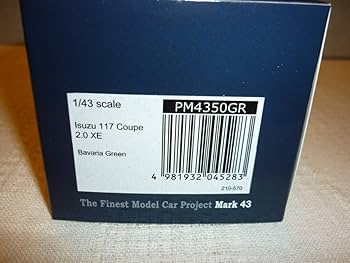 1/43 scale
PM4350GR
Isuzu 117 Coupe
2.0 XE
Bavaria Green
4 981932 045283
210-570
The Finest Model Car Project Mark 43